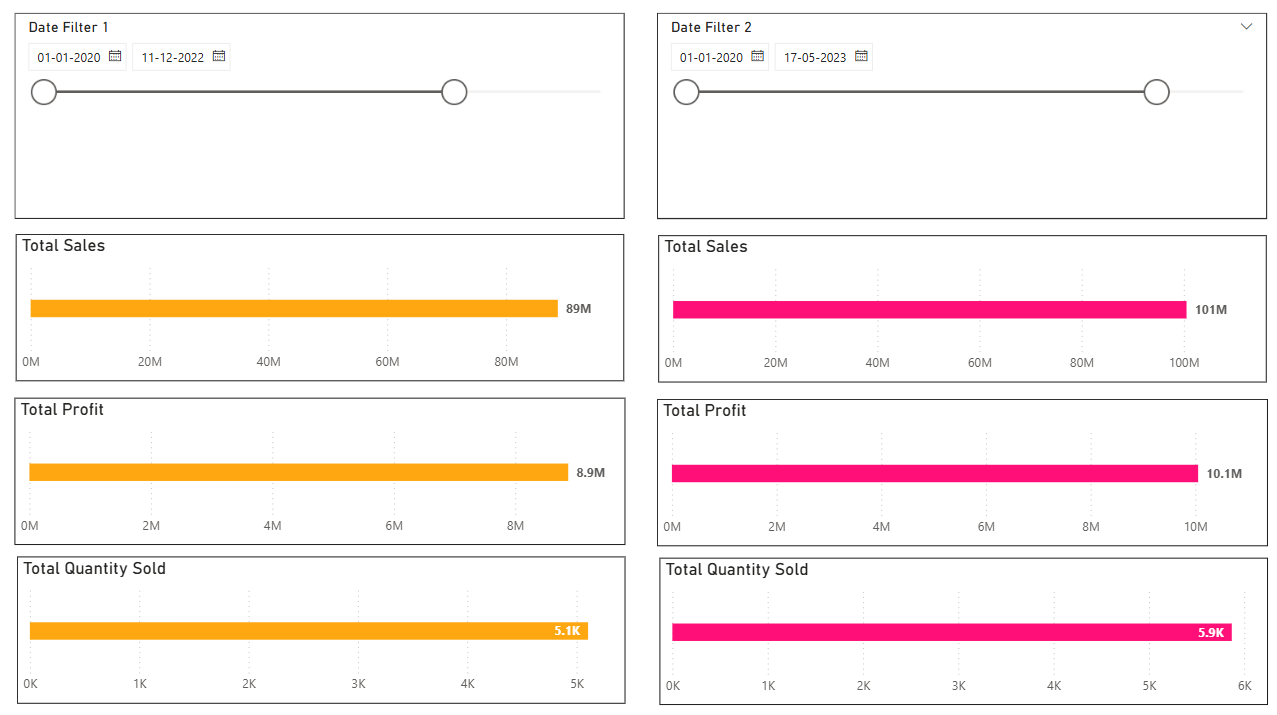 Date Filter 1
01-01-2020 11-12-2022
Date Filter 2
01-01-2020 17-05-2023
Total Sales
89M
0M 20M 40M 60M 80M
Total Sales
101M
0M 20M 40M 60M 80M 100M
Total Profit
8.9M
0M 2M 4M 6M 8M
Total Profit
10.1M
0M 2M 4M 6M 8M 10M
Total Quantity Sold
5.1K
0K 1K 2K 3K 4K 5K
Total Quantity Sold
5.9K
0K 1K 2K 3K 4K 5K 6K